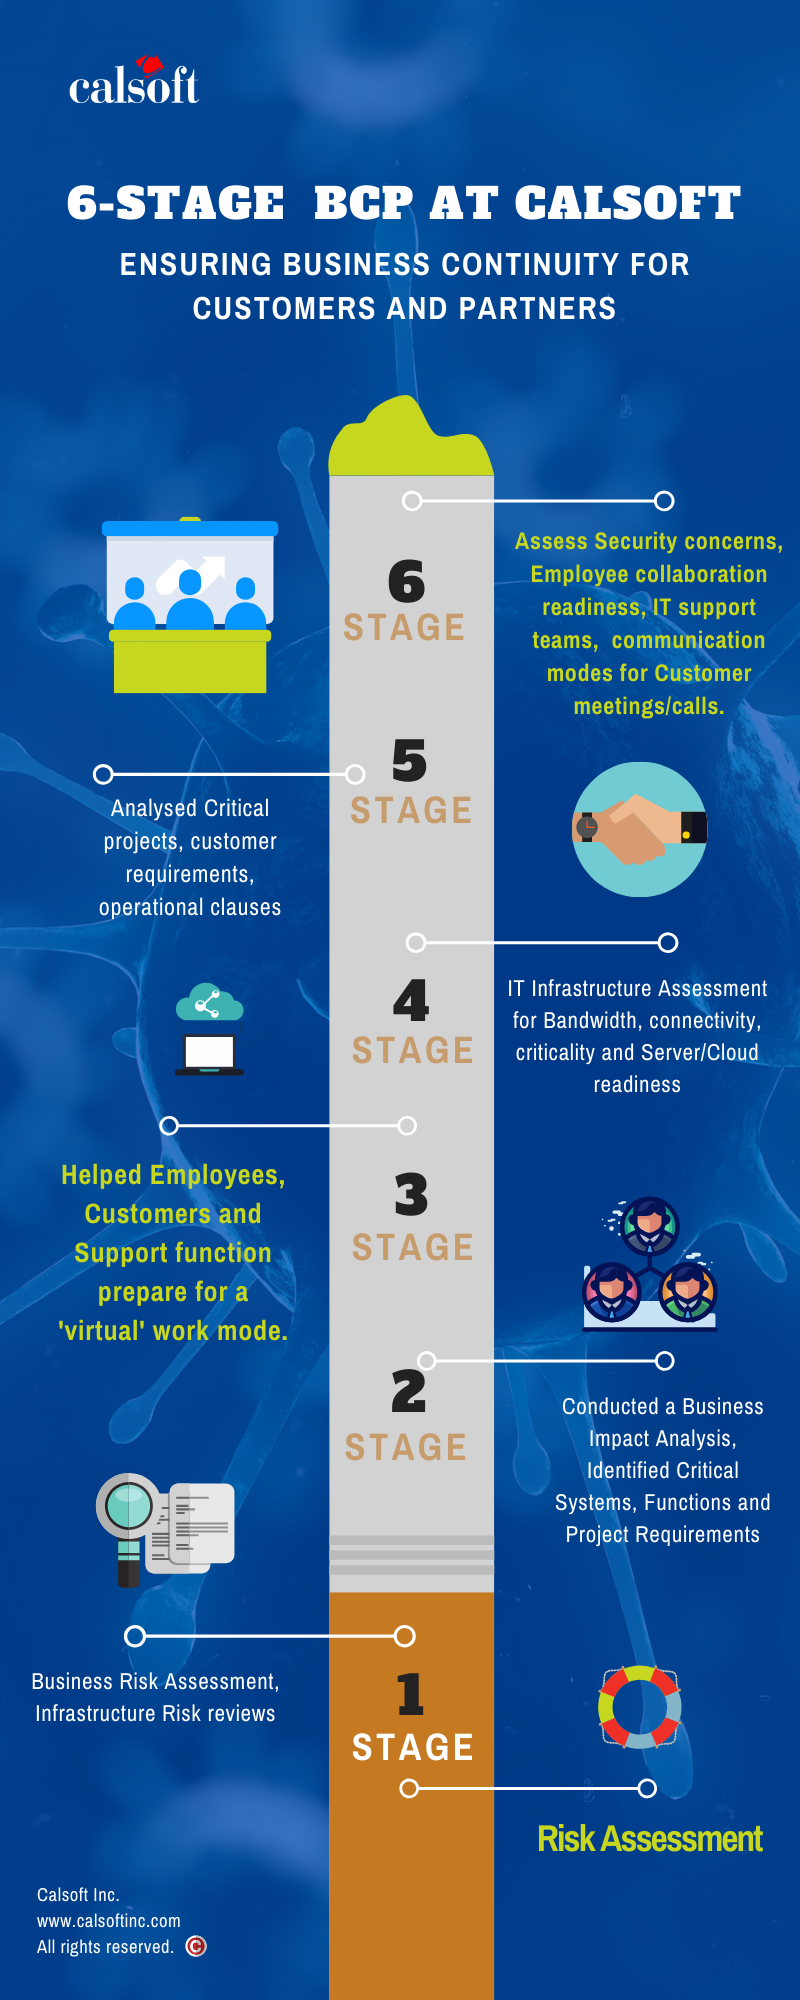 calsoft
6-STAGE BCP AT CALSOFT
ENSURING BUSINESS CONTINUITY FOR
CUSTOMERS AND PARTNERS
6
STAGE
Assess Security concerns,
Employee collaboration
readiness, IT support
teams, communication
modes for Customer
meetings/calls.
5
STAGE
Analysed Critical
projects, customer
requirements,
operational clauses
4
STAGE
IT Infrastructure Assessment
for Bandwidth, connectivity,
criticality and Server/Cloud
readiness
3
STAGE
Helped Employees,
Customers and
Support function
prepare for a
'virtual' work mode.
2
STAGE
Conducted a Business
Impact Analysis,
Identified Critical
Systems, Functions and
Project Requirements
1
STAGE
Business Risk Assessment,
Infrastructure Risk reviews
Risk Assessment
Calsoft Inc.
www.calsoftinc.com
All rights reserved. ©